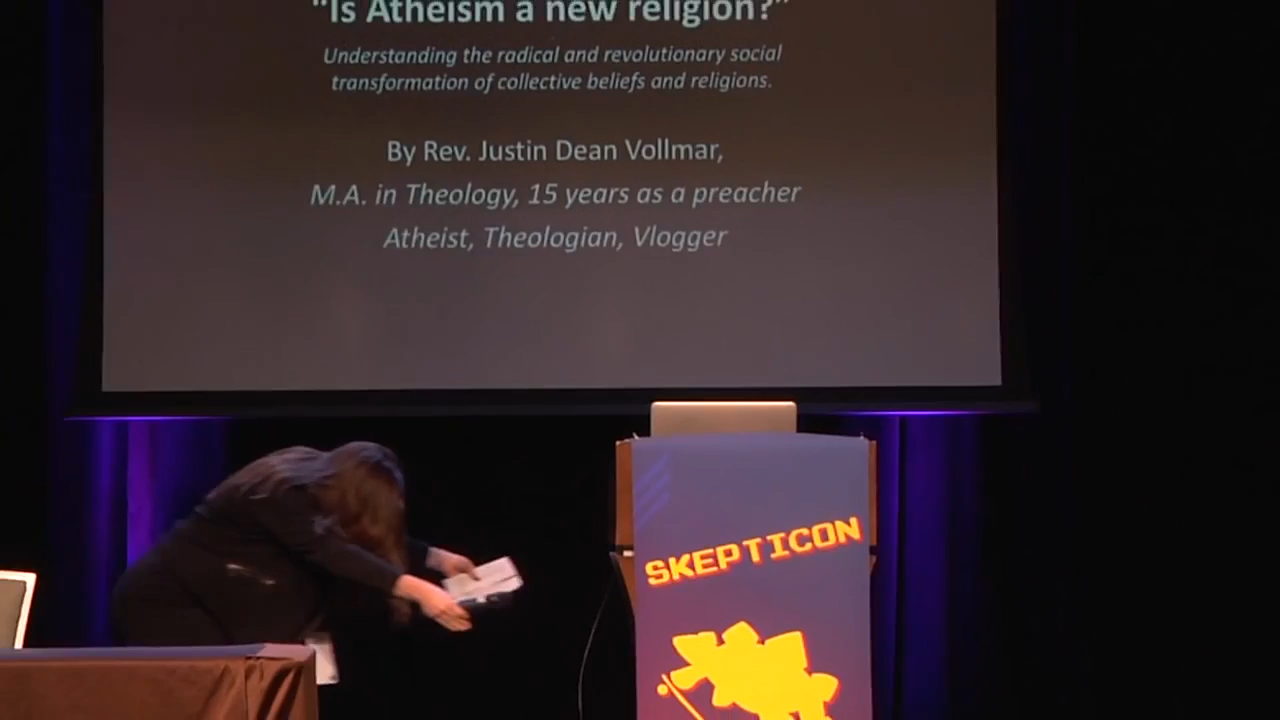 "Is Atheism a new religion?"
Understanding the radical and revolutionary social
transformation of collective beliefs and religions.
By Rev. Justin Dean Vollmar,
M.A. in Theology, 15 years as a preacher
Atheist, Theologian, Vlogger
SKEPTICON